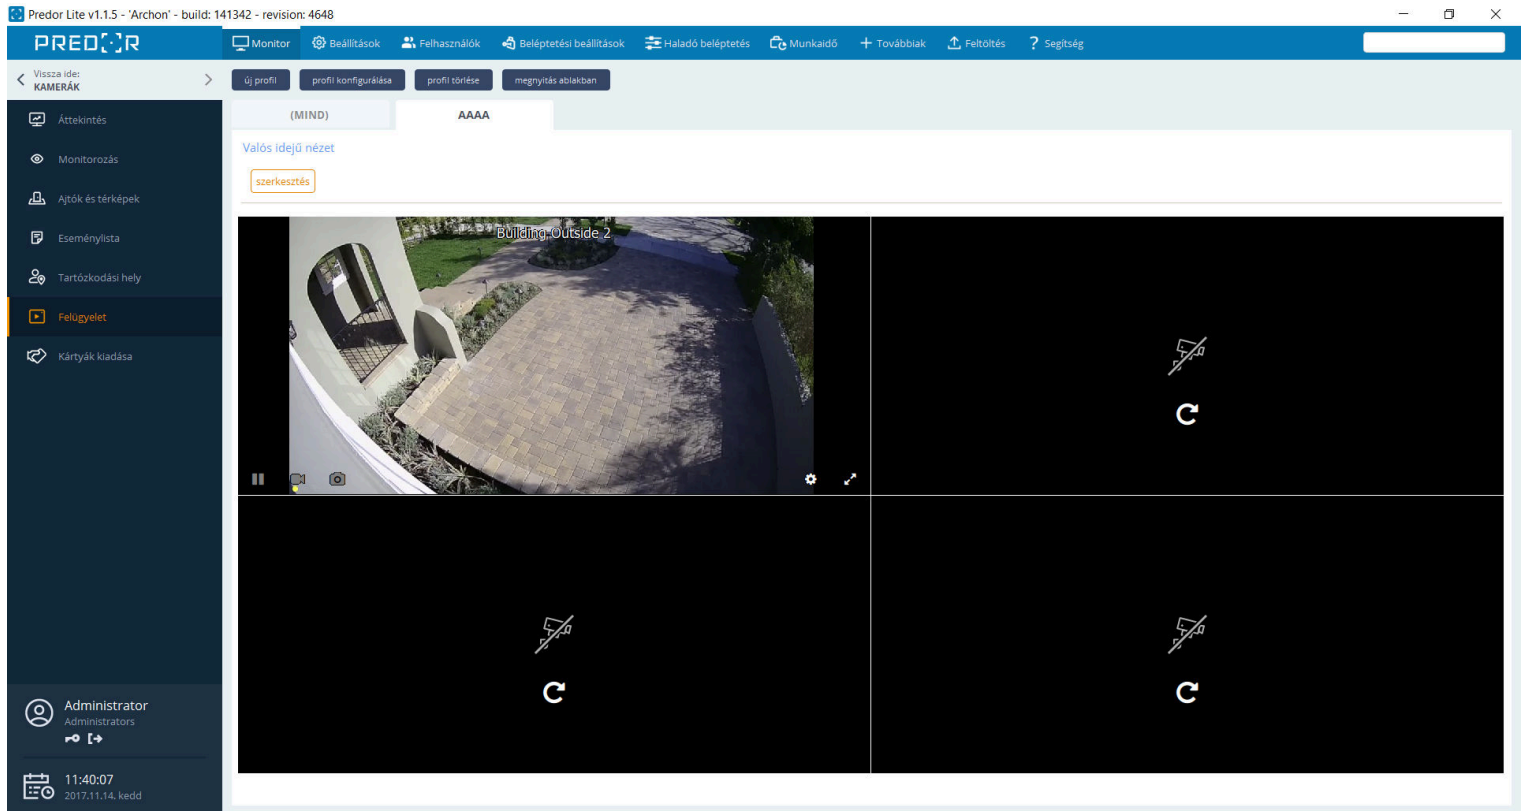 Predor Lite v1.1.5 - 'Archon' - build: 141342 - revision: 4648
PREDOR
Monitor
Beállítások
Felhasználók
Beléptetési beállítások
Haladó beléptetés
Munkaidő
Továbbiak
Feltöltés
Segítség
Vissza ide:
KAMERÁK
új profil
profil konfigurálása
profil törlése
megnyitás ablakban
(MIND)
AAAA
Áttekintés
Monitorozás
Ajtók és térképek
Eseménylista
Tartózkodási hely
Felügyelet
Kártyák kiadása
Valós idejű nézet
szerkesztés
Building Outside 2
Administrator
Administrators
11:40:07
2017.11.14. kedd